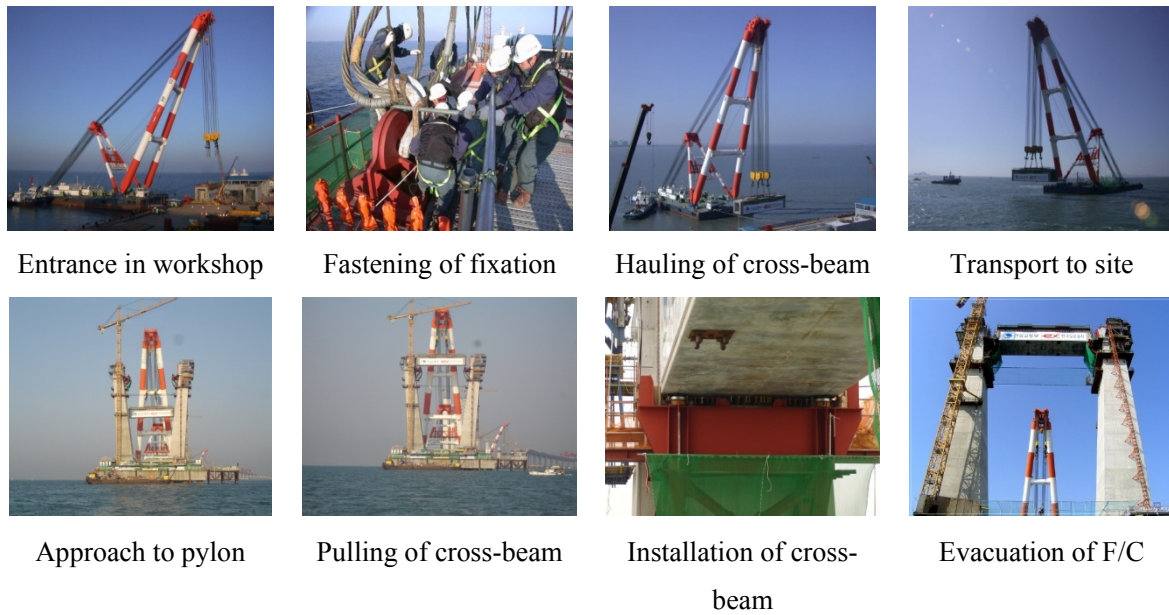 Entrance in workshop
Fastening of fixation
Hauling of cross-beam
Transport to site
Approach to pylon
Pulling of cross-beam
Installation of cross-
beam
Evacuation of F/C